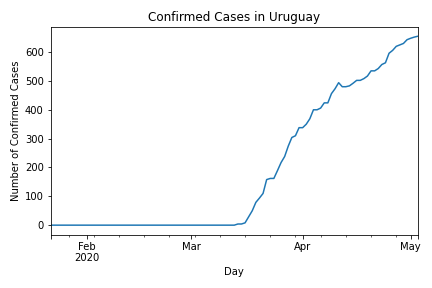 Confirmed Cases in Uruguay
Number of Confirmed Cases
600
500
400
300
200
100
0
Feb
2020
Mar
Apr
May
Day